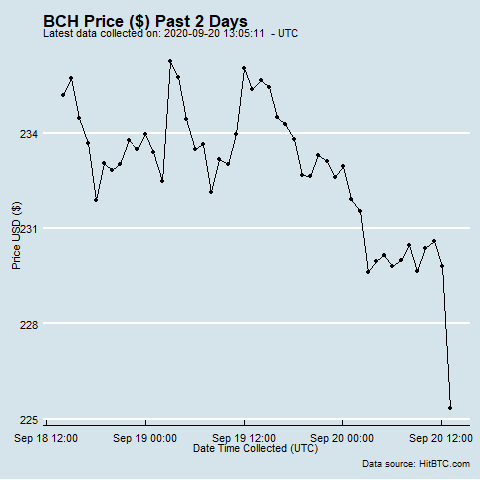 BCH Price ($) Past 2 Days
Latest data collected on: 2020-09-20 13:05:11  - UTC
234
231
228
225
Price USD ($)
Sep 18 12:00 Sep 19 00:00 Sep 19 12:00 Sep 20 00:00 Sep 20 12:00
Date Time Collected (UTC)
Data source: HitBTC.com